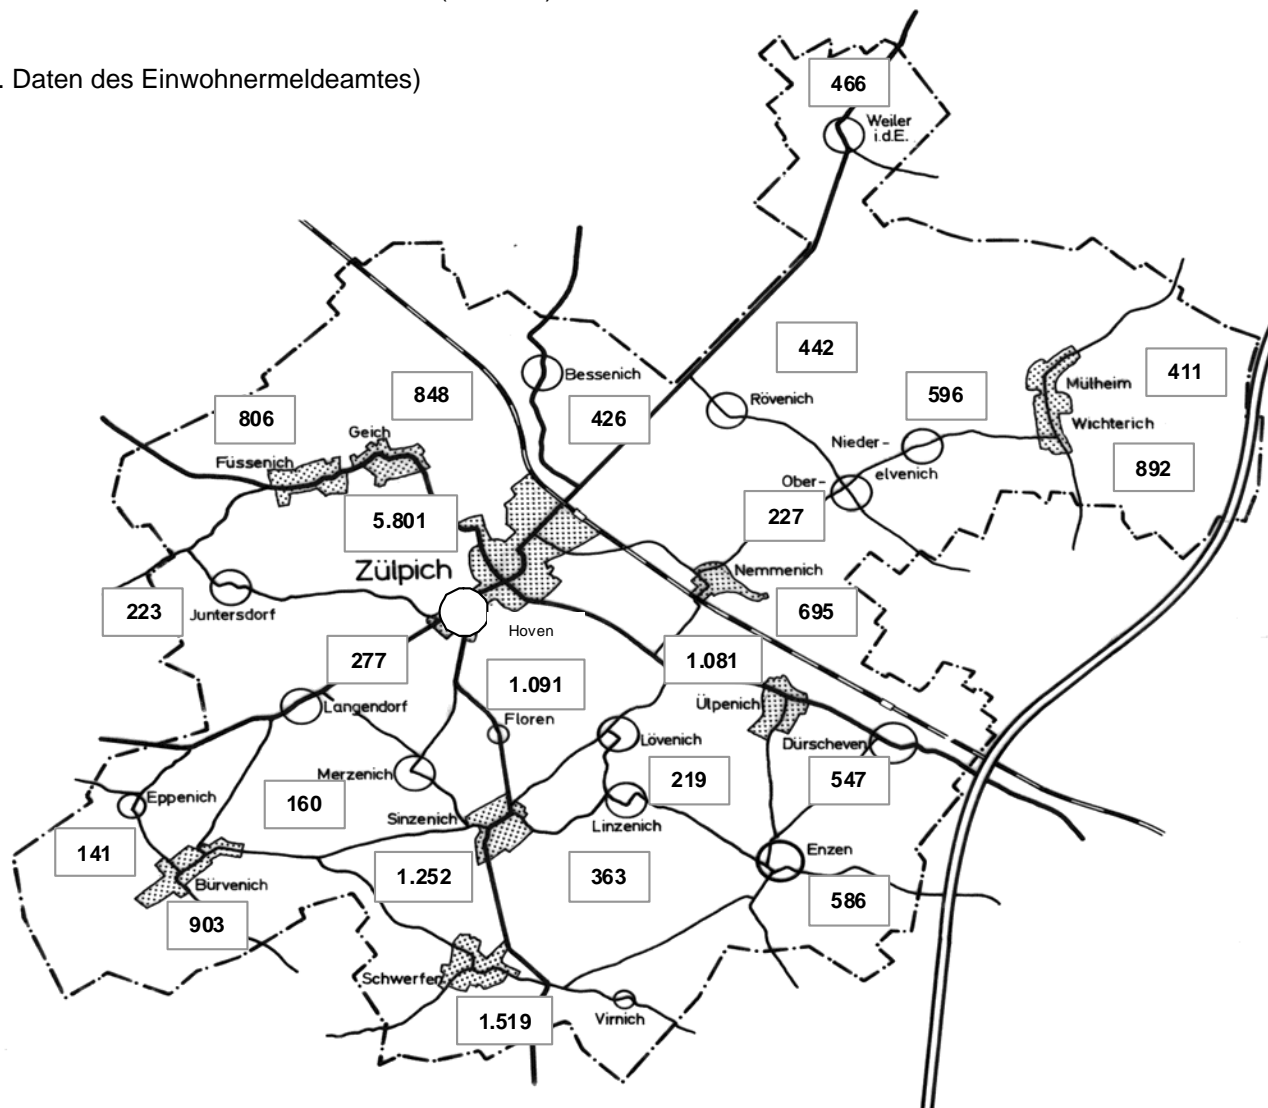 . Daten des Einwohnermeldeamtes)
466
Weiler
i.d.E.
442
Bessenich
848
411
Mülheim
596
Rövenich
806
426
Geich
Wichterich
Nieder-
Füssenich
892
elvenich
Ober-
5.801
227
Zülpich
Nemmenich
223
Juntersdorf
695
Hoven
277
1.081
1.091
Langendorf
Ülpenich
Floren
Lövenich
Dürscheven
Merzenich
219
547
Eppenich
160
Sinzenich
Linzenich
141
Enzen
Bürvenich
1.252
363
586
903
Schwerfen
1.519
Virnich